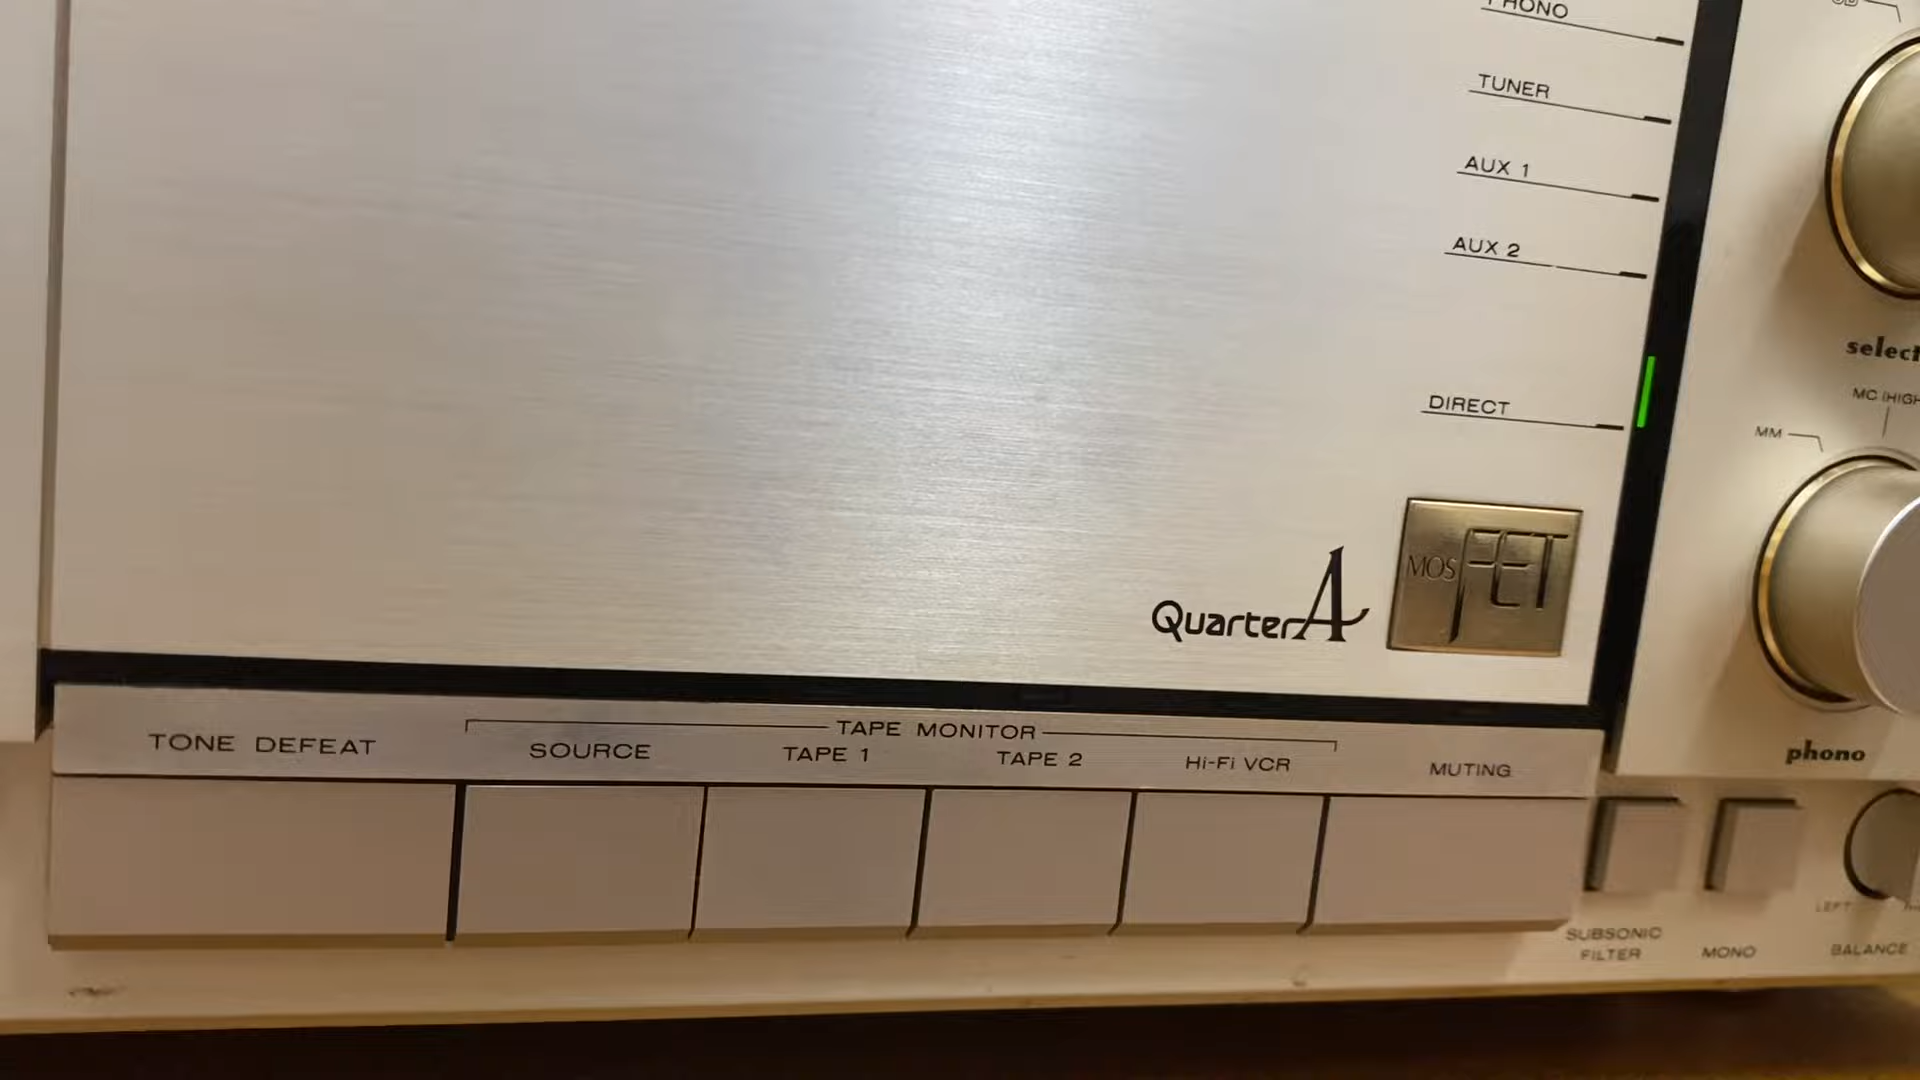 PHONO
TUNER
AUX 1
AUX 2
DIRECT
select
MC (HIGH
MM
QuarterA
MOS FET
phono
TAPE MONITOR
TONE DEFEAT
SOURCE
TAPE 1
TAPE 2
Hi-Fi VCR
MUTING
SUBSONIC
FILTER
MONO
LEFT
BALANCE